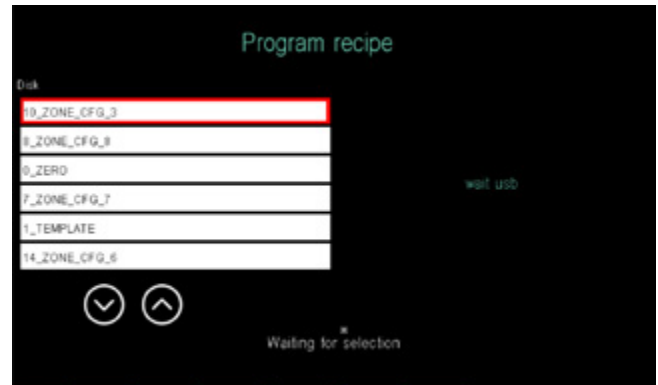 Program recipe
Disk
10_ZONE_CFG_3
8_ZONE_CFG_8
0_ZERO
7_ZONE_CFG_7
1_TEMPLATE
14_ZONE_CFG_6
wait usb
Waiting for selection